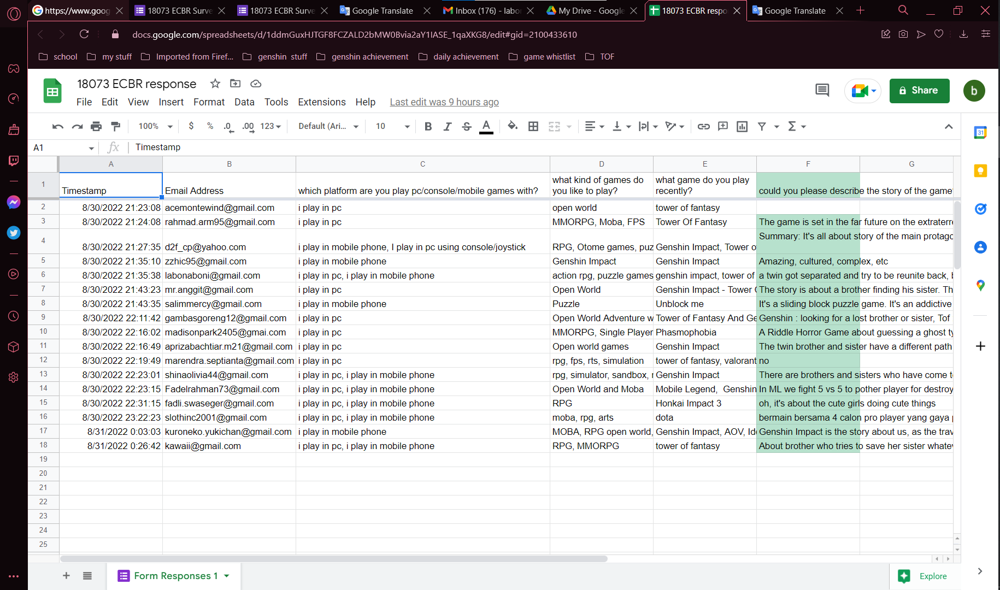 https://www.goog
18073 ECBR Surve
18073 ECBR Surve
Google Translate
Inbox (176) - labor
My Drive - Google
18073 ECBR respo
Google Translate
docs.google.com/spreadsheets/d/1ddmGuxHJTGF8FCZALD2bMW0Bvia2aY1IASE_1qaXKG8/edit#gid=2100433610
school my stuff Imported from Firef... genshin stuff genshin achievement daily achievement game whistlist TOF
18073 ECBR response
File Edit View Insert Format Data Tools Extensions Help Last edit was 9 hours ago
Share
b
100% $ % .0 .00 123 Default (Ari... 10 B I S A
31
A1 fx Timestamp
A B C D E F G
1 Timestamp Email Address which platform are you play pc/console/mobile games with? what kind of games do you like to play? what game do you play recently? could you please describe the story of the game
2 8/30/2022 21:23:08 acemontewind@gmail.com i play in pc open world tower of fantasy
3 8/30/2022 21:24:08 rahmad.arm95@gmail.com i play in pc MMORPG, Moba, FPS Tower Of Fantasy The game is set in the far future on the extraterre
4 8/30/2022 21:27:35 d2f_cp@yahoo.com i play in mobile phone, I play in pc using console/joystick RPG, Otome games, puz Genshin Impact, Tower o Summary: It's all about story of the main protago
5 8/30/2022 21:35:10 zzhic95@gmail.com i play in mobile phone Genshin Impact Genshin Impact Amazing, cultured, complex, etc
6 8/30/2022 21:35:38 labonaboni@gmail.com i play in pc, i play in mobile phone action rpg, puzzle games genshin impact, tower of a twin got separated and try to be reunite back, b
7 8/30/2022 21:43:23 mr.anggit@gmail.com i play in pc Open World Genshin Impact - Tower The story is about a brother finding his sister. Th
8 8/30/2022 21:43:35 salimmercy@gmail.com i play in mobile phone Puzzle Unblock me It's a sliding block puzzle game. It's an addictive
9 8/30/2022 22:11:42 gambasgoreng12@gmail.com i play in pc Open World Adventure w Tower of Fantasy And Ge Genshin : looking for a lost brother or sister, Tof
10 8/30/2022 22:16:02 madisonpark2405@gmai.com i play in pc MMORPG, Single Player Phasmophobia A Riddle Horror Game about guessing a ghost ty
11 8/30/2022 22:16:49 aprizabachtiar.m21@gmail.com i play in pc Open world games Genshin Impact The twin brother and sister have a different path
12 8/30/2022 22:19:49 marendra.septianta@gmail.com i play in pc rpg, fps, rts, simulation tower of fantasy, valorant no
13 8/30/2022 22:23:01 shinaolivia44@gmail.com i play in pc, i play in mobile phone rpg, simulator, sandbox, Genshin Impact There are brothers and sisters who have come t
14 8/30/2022 22:23:15 Fadelrahman73@gmail.com i play in pc, i play in mobile phone Open World and Moba Mobile Legend, Genshin In ML we fight 5 vs 5 to pother player for destroy
15 8/30/2022 22:31:15 fadli.swaseger@gmail.com i play in pc, i play in mobile phone RPG Honkai Impact 3 oh, it's about the cute girls doing cute things
16 8/30/2022 23:22:23 slothinc2001@gmail.com i play in pc, i play in mobile phone moba, rpg, arts dota bermain bersama 4 calon pro player yang gaya
17 8/31/2022 0:03:03 kuroneko.yukichan@gmail.com i play in mobile phone MOBA, RPG open world, Genshin Impact, AOV, Ide Genshin Impact is the story about us, as the trav
18 8/31/2022 0:26:42 kawaii@gmail.com i play in pc, i play in mobile phone RPG, MMORPG tower of fantasy About brother who tries to save her sister whatev
19
20
21
22
23
24
25
Form Responses 1
Explore